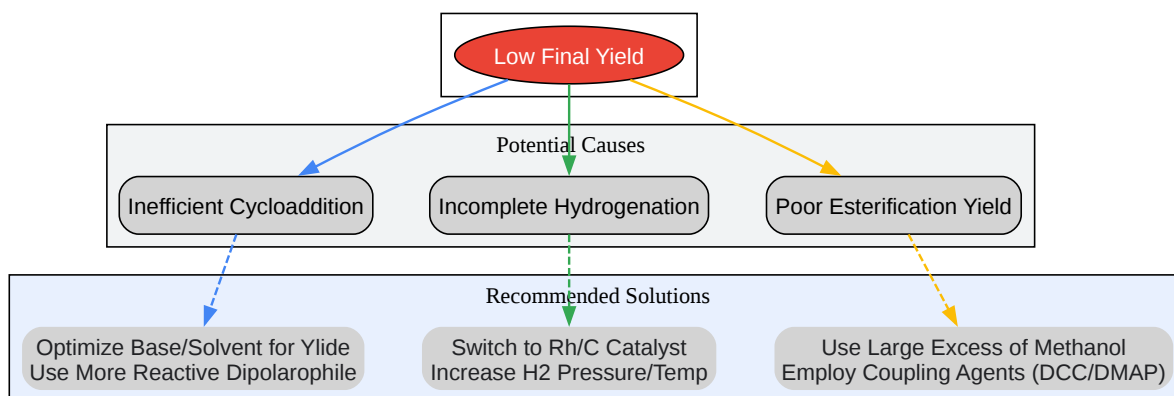 Low Final Yield
Potential Causes
Inefficient Cycloaddition
Incomplete Hydrogenation
Poor Esterification Yield
Recommended Solutions
Optimize Base/Solvent for Ylide
Use More Reactive Dipolarophile
Switch to Rh/C Catalyst
Increase H2 Pressure/Temp
Use Large Excess of Methanol
Employ Coupling Agents (DCC/DMAP)